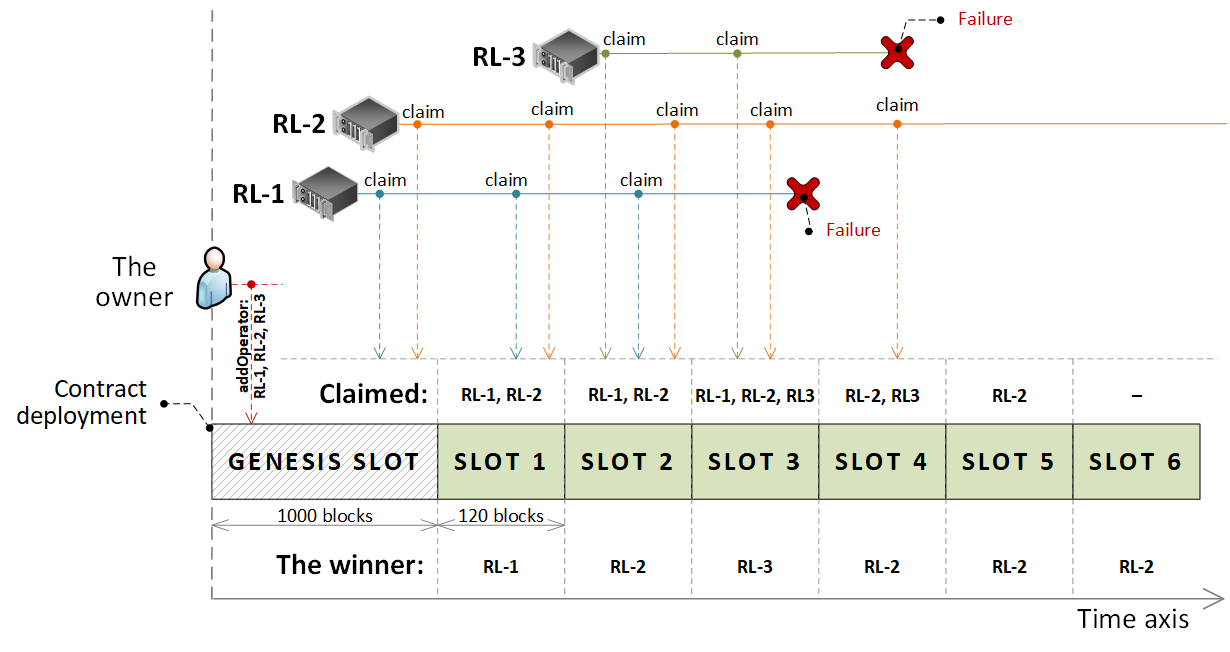 Failure
claim
claim
RL-3
claim
claim
claim
claim
claim
RL-2
claim
claim
claim
RL-1
Failure
The
owner
addOperator:
RL-1, RL-2, RL-3
Contract
deployment
Claimed:
RL-1, RL-2
RL-1, RL-2
RL-1, RL-2, RL3
RL-2, RL3
RL-2
–
GENESIS SLOT
SLOT 1
SLOT 2
SLOT 3
SLOT 4
SLOT 5
SLOT 6
1000 blocks
120 blocks
The winner:
RL-1
RL-2
RL-3
RL-2
RL-2
RL-2
Time axis